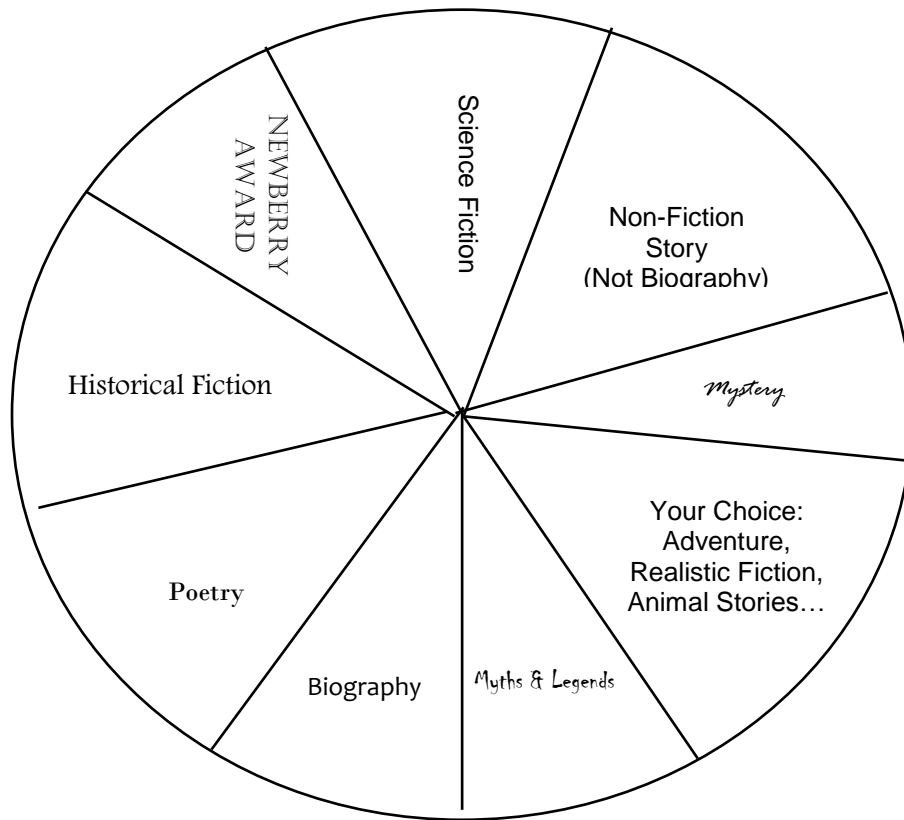 NEWBERRY
AWARD
Science Fiction
Non-Fiction
Story
(Not Biography)
Historical Fiction
Mystery
Your Choice:
Adventure,
Realistic Fiction,
Animal Stories…
Poetry
Biography
Myths & Legends